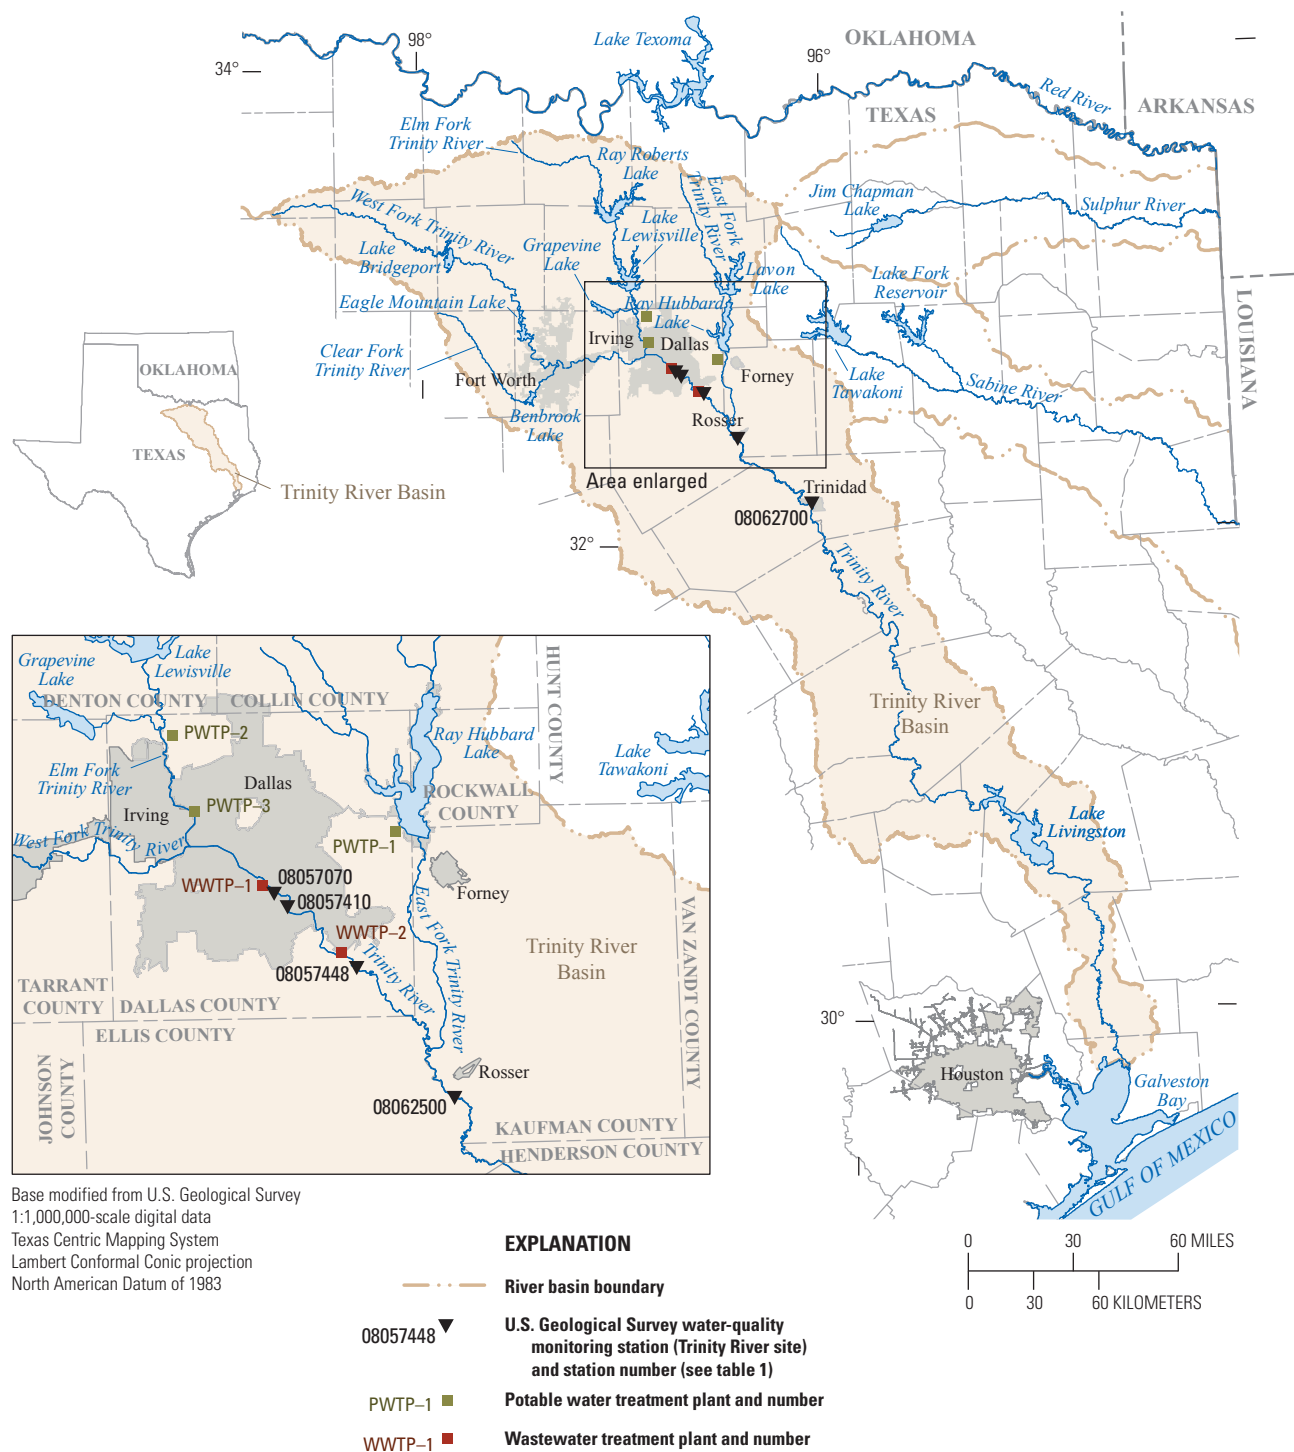 Lake Texoma
OKLAHOMA
98°
96°
34°
Red River
ARKANSAS
TEXAS
Elm Fork
Trinity River
Ray Roberts
Lake
East Fork
Trinity River
Jim Chapman
Lake
Sulphur River
West Fork Trinity River
Lake
Lewisville
Grapevine
Lake
Lake
Bridgeport
Lavon
Lake
Lake Fork
Reservoir
Eagle Mountain Lake
Ray Hubbard
Lake
LOUISIANA
Irving
Dallas
Clear Fork
Trinity River
Fort Worth
Forney
Lake
Tawakoni
Sabine River
Benbrook
Lake
Rosser
OKLAHOMA
TEXAS
Trinity River Basin
Area enlarged
Trinidad
08062700
32°
Trinity River
Trinity River
Basin
Lake
Livingston
30°
Houston
Galveston
Bay
GULF OF MEXICO
Grapevine
Lake
Lake
Lewisville
HUNT COUNTY
DENTON COUNTY
COLLIN COUNTY
PWTP–2
Ray Hubbard
Lake
Lake
Tawakoni
Elm Fork
Trinity River
Dallas
ROCKWALL
COUNTY
PWTP–3
Irving
West Fork Trinity River
PWTP–1
WWTP–1
08057070
08057410
Forney
East Fork Trinity River
VAN ZANDT COUNTY
WWTP–2
08057448
Trinity River
Trinity River
Basin
TARRANT
COUNTY
DALLAS COUNTY
ELLIS COUNTY
JOHNSON
COUNTY
Rosser
08062500
KAUFMAN COUNTY
HENDERSON COUNTY
Base modified from U.S. Geological Survey
1:1,000,000-scale digital data
Texas Centric Mapping System
Lambert Conformal Conic projection
North American Datum of 1983
0 30 60 MILES
0 30 60 KILOMETERS
EXPLANATION
River basin boundary
08057448 U.S. Geological Survey water-quality
monitoring station (Trinity River site)
and station number (see table 1)
PWTP–1 Potable water treatment plant and number
WWTP–1 Wastewater treatment plant and number